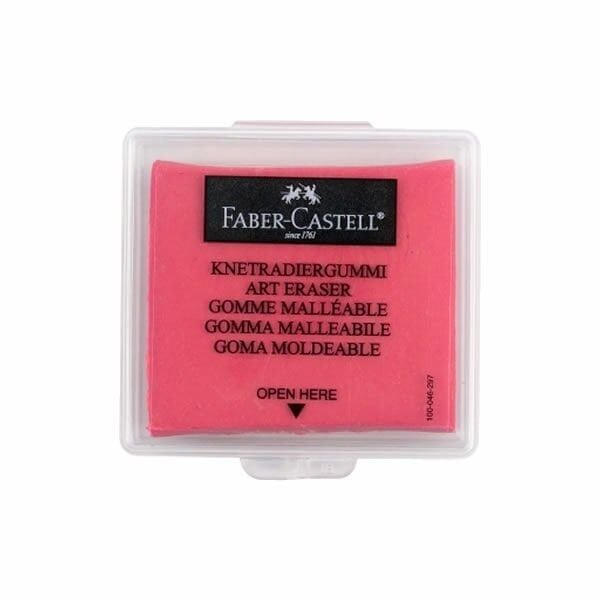 FABER-CASTELL®
since 1761
KNETRADIERGUMMI
ART ERASER
GOMME MALLÉABLE
GOMMA MALLEABILE
GOMA MOLDEABLE
OPEN HERE
100-046-297